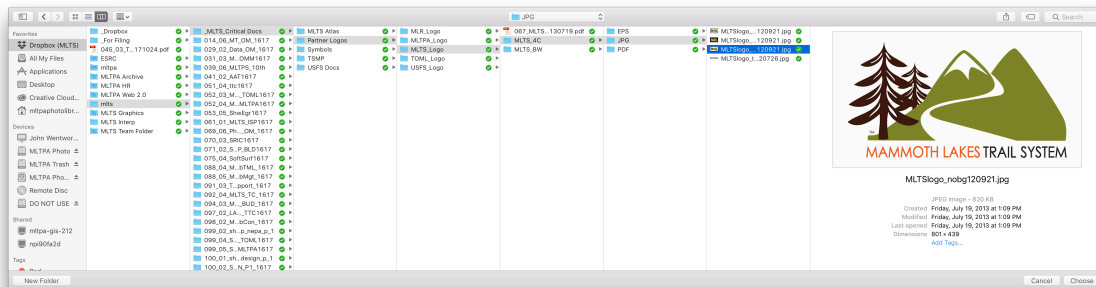 JPG
Search
Favorites
Dropbox (MLTS)
All My Files
Applications
Desktop
Creative Cloud...
mltpaphotolibr...
Devices
John Wentwor...
MLTPA Photo
MLTPA Trash
MLTPA Pho...
Remote Disc
DO NOT USE
Shared
mltpa-gis-212
npi90fa2d
Tags
_Dropbox
_For Filing
045_03_T...171024.pdf
ESRC
mltpa
MLTPA Archive
MLTPA HR
MLTPA Web 2.0
mlts
MLTS Graphics
MLTS Interp
MLTS Team Folder
_MLTS_Critical Docs
014_06_MT_OM_1617
029_02_Data_OM_1617
031_03_M...OMM1617
039_06_MLTPS_10th
041_02_AAT1617
051_04_ttc1617
052_03_M..._TOML1617
052_04_M...MLTPA1617
053_05_ShwEgr1617
061_01_MLTS_ISP1617
069_06_Ph..._OM_1617
070_03_SRIC1617
071_02_S...P_BLD1617
075_04_SoftSurf1617
088_04_M...bTML_1617
088_05_M...bMgt_1617
091_03_T...pport_1617
092_04_MLTS_TC_1617
094_03_M..._BUD_1617
097_02_LA..._TTC1617
098_02_M...bCon_1617
099_02_sh...p_nepa_p_1
099_04_S..._TOML1617
099_05_S...MLTPA1617
100_01_sh...design_p_1
100_02_S...N_P1_1617
MLTS Atlas
Partner Logos
Symbols
TSMP
USFS Docs
MLR_Logo
MLTPA_Logo
MLTS_Logo
TOML_Logo
USFS_Logo
067_MLTS...130719.pdf
MLTS_4C
MLTS_BW
EPS
JPG
PDF
MLTSlogo_...120921.jpg
MLTSlogo_...120921.jpg
MLTSlogo_...120921.jpg
MLTSlogo_t...20726.jpg
TM
MAMMOTH LAKES TRAIL SYSTEM
MLTSlogo_nobg120921.jpg
JPEG image - 820 KB
Created Friday, July 19, 2013 at 1:09 PM
Modified Friday, July 19, 2013 at 1:09 PM
Last opened Friday, July 19, 2013 at 1:09 PM
Dimensions 801 × 439
Add Tags...
New Folder
Cancel
Choose